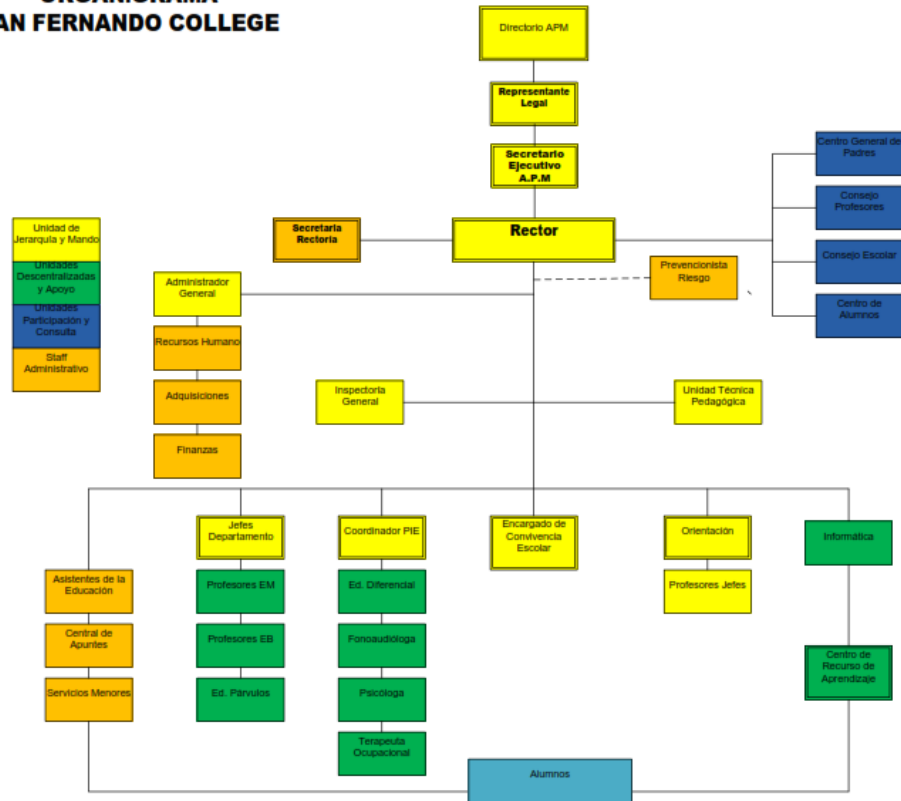 ORGANIGRAMA
AN FERNANDO COLLEGE
Directorio APM
Representante
Legal
Secretario
Ejecutivo
A.P.M
Rector
Secretaria
Rectoría
Prevencionista
Riesgo
Centro General de
Padres
Consejo
Profesores
Consejo Escolar
Centro de
Alumnos
Unidad de
Jerarquía y Mando
Unidades
Descentralizadas
y Apoyo
Unidades
Participación y
Consulta
Staff
Administrativo
Administrador
General
Recursos Humano
Adquisiciones
Finanzas
Inspectoría
General
Unidad Técnica
Pedagógica
Jefes
Departamento
Coordinador PIE
Encargado de
Convivencia
Escolar
Orientación
Informática
Asistentes de la
Educación
Profesores EM
Ed. Diferencial
Profesores Jefes
Central de
Apuntes
Profesores EB
Fonoaudióloga
Centro de
Recurso de
Aprendizaje
Servicios Menores
Ed. Párvulos
Psicóloga
Terapeuta
Ocupacional
Alumnos